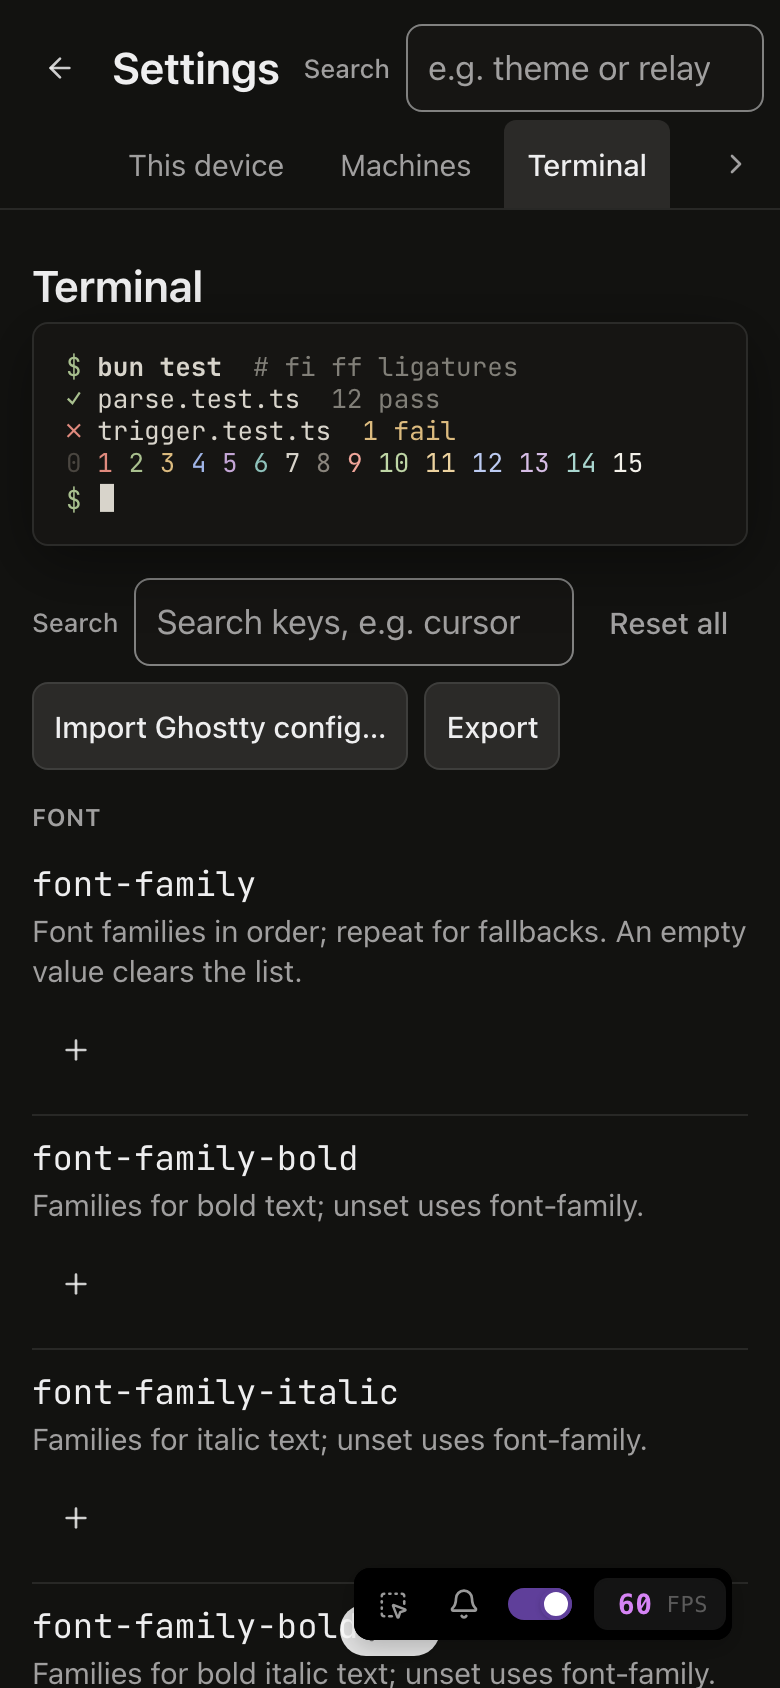 Settings Search e.g. theme or relay
This device Machines Terminal
Terminal
$ bun test # fi ff ligatures
✓ parse.test.ts 12 pass
✕ trigger.test.ts 1 fail
0 1 2 3 4 5 6 7 8 9 10 11 12 13 14 15
$
Search Search keys, e.g. cursor Reset all
Import Ghostty config... Export
FONT
font-family
Font families in order; repeat for fallbacks. An empty
value clears the list.
+
font-family-bold
Families for bold text; unset uses font-family.
+
font-family-italic
Families for italic text; unset uses font-family.
+
60 FPS
font-family-bold
Families for bold italic text; unset uses font-family.